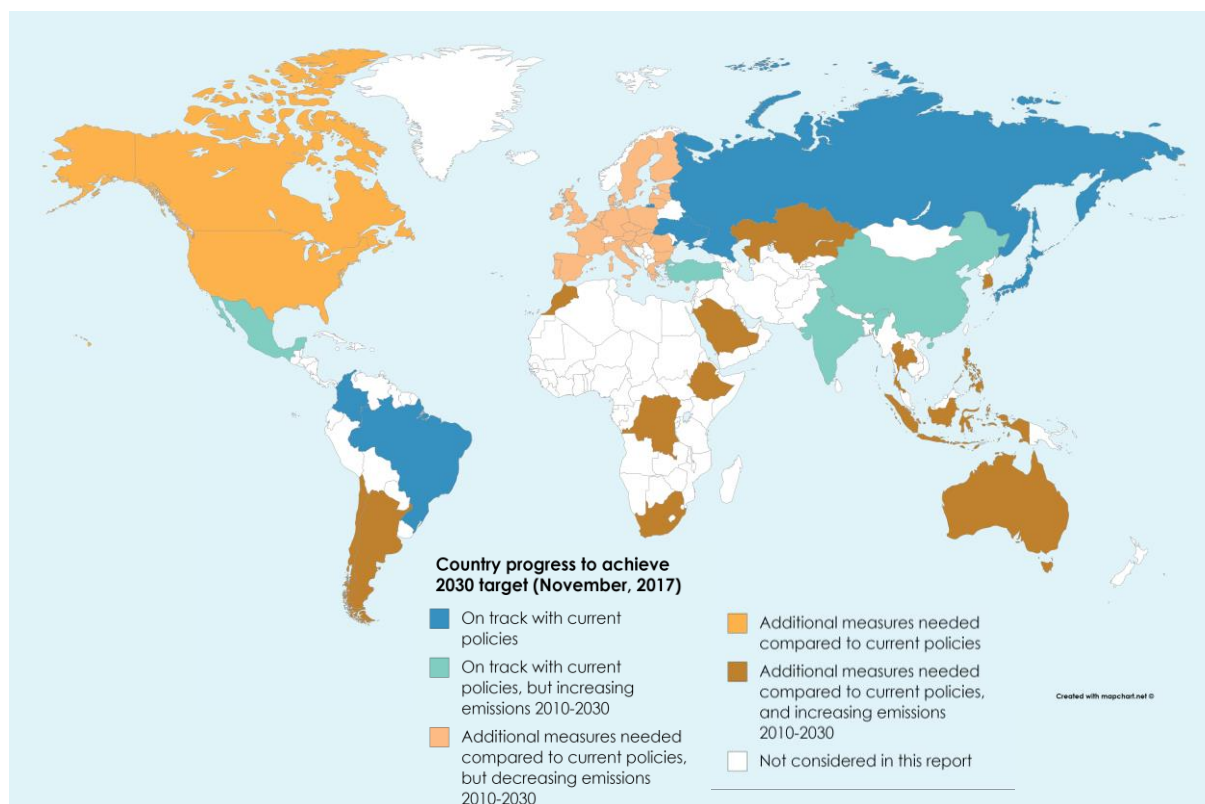 Country progress to achieve
2030 target (November, 2017)
On track with current
policies
On track with current
policies, but increasing
emissions 2010-2030
Additional measures needed
compared to current policies,
but decreasing emissions
2010-2030
Additional measures needed
compared to current policies
Additional measures needed
compared to current policies,
and increasing emissions
2010-2030
Not considered in this report
Created with mapchart.net ©